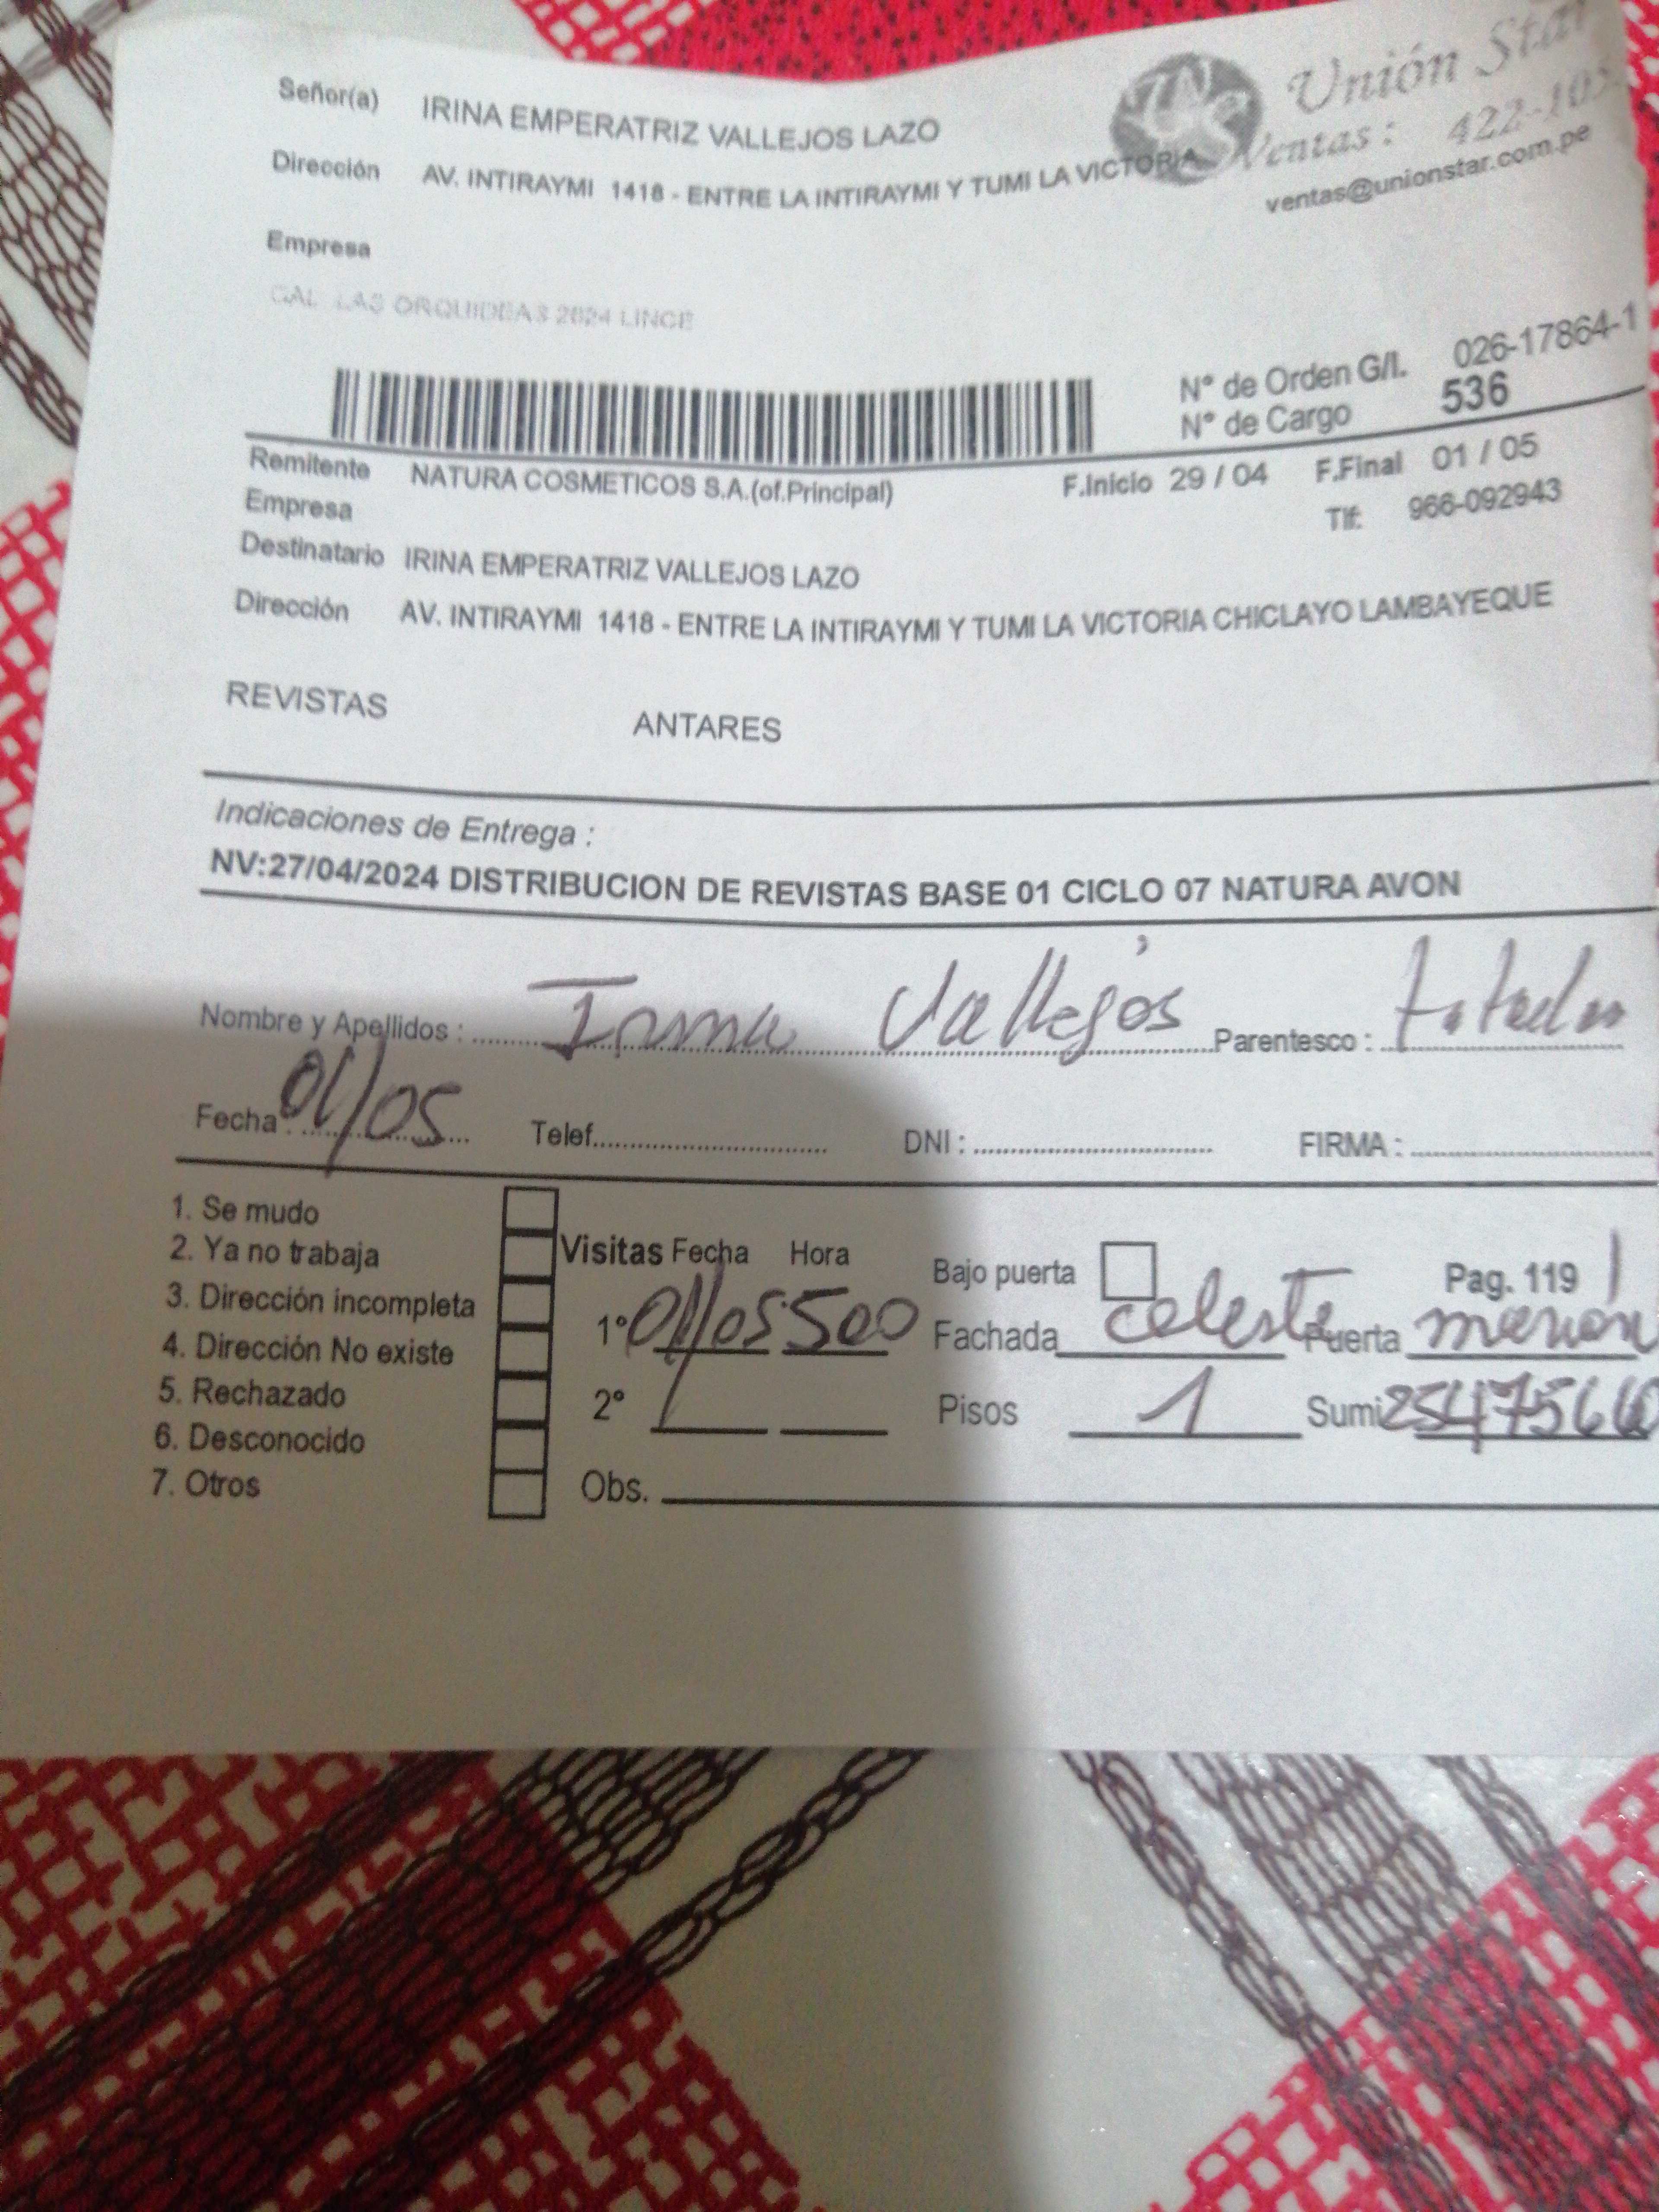 Unión Star
Señor(a) IRINA EMPERATRIZ VALLEJOS LAZO
Ventas : 422-105
Dirección AV. INTIRAYMI 1418 - ENTRE LA INTIRAYMI Y TUMI LA VICTORIA
ventas@unionstar.com.pe
Empresa
CAL LAS ORQUIDEAS 2624 LINCE
N° de Orden G/I. 026-17864-1
N° de Cargo 536
Remitente NATURA COSMETICOS S.A.(of.Principal) F.Inicio 29 / 04 F.Final 01 / 05
Empresa Tlf: 966-092943
Destinatario IRINA EMPERATRIZ VALLEJOS LAZO
Dirección AV. INTIRAYMI 1418 - ENTRE LA INTIRAYMI Y TUMI LA VICTORIA CHICLAYO LAMBAYEQUE
REVISTAS ANTARES
Indicaciones de Entrega :
NV:27/04/2024 DISTRIBUCION DE REVISTAS BASE 01 CICLO 07 NATURA AVON
Nombre y Apellidos : Irma Vallejos Parentesco :
Fecha : 01/05 Telef. DNI : FIRMA :
1. Se mudo
2. Ya no trabaja Visitas Fecha Hora Bajo puerta Pag. 119
3. Dirección incompleta 1° 01/05 500 Fachada celeste Puerta marrón
4. Dirección No existe
5. Rechazado 2° Pisos 1 Sumi
6. Desconocido
7. Otros Obs.